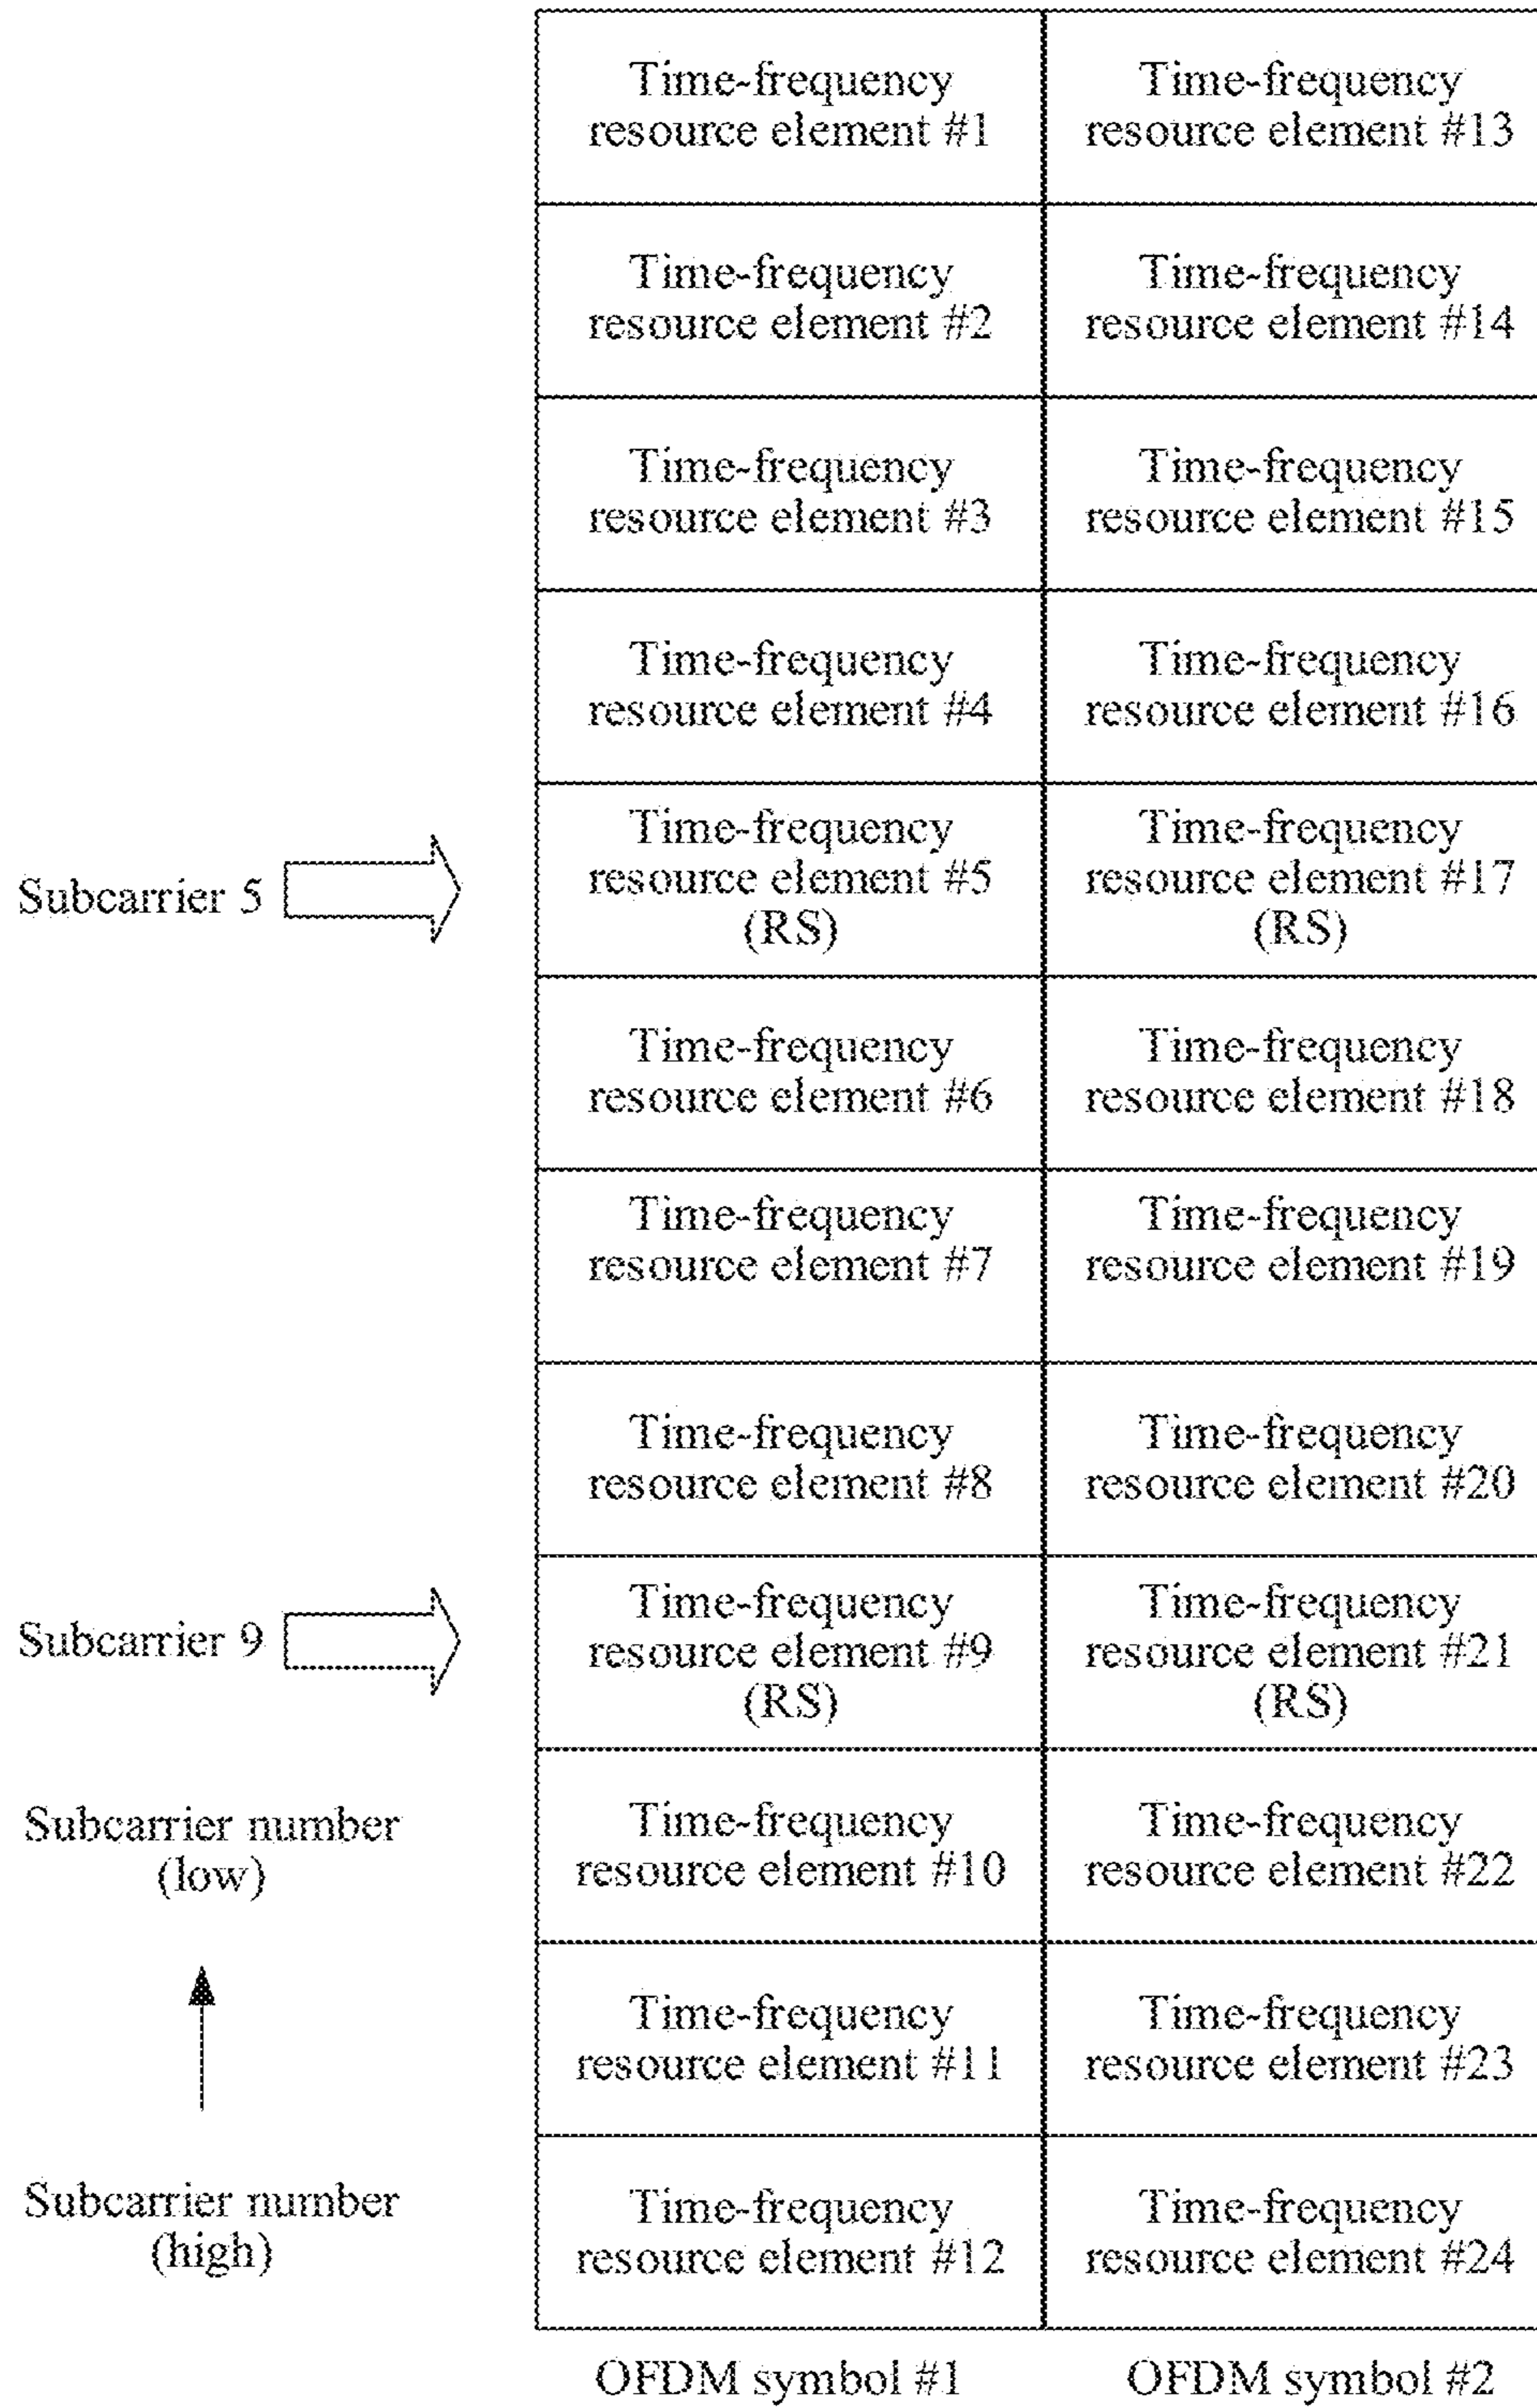 Time-frequency
resource element #1
Time-frequency
resource element #13
Time-frequency
resource element #2
Time-frequency
resource element #14
Time-frequency
resource element #3
Time-frequency
resource element #15
Time-frequency
resource element #4
Time-frequency
resource element #16
Subcarrier 5
Time-frequency
resource element #5
(RS)
Time-frequency
resource element #17
(RS)
Time-frequency
resource element #6
Time-frequency
resource element #18
Time-frequency
resource element #7
Time-frequency
resource element #19
Time-frequency
resource element #8
Time-frequency
resource element #20
Subcarrier 9
Time-frequency
resource element #9
(RS)
Time-frequency
resource element #21
(RS)
Subcarrier number
(low)
Time-frequency
resource element #10
Time-frequency
resource element #22
Time-frequency
resource element #11
Time-frequency
resource element #23
Subcarrier number
(high)
Time-frequency
resource element #12
Time-frequency
resource element #24
OFDM symbol #1
OFDM symbol #2